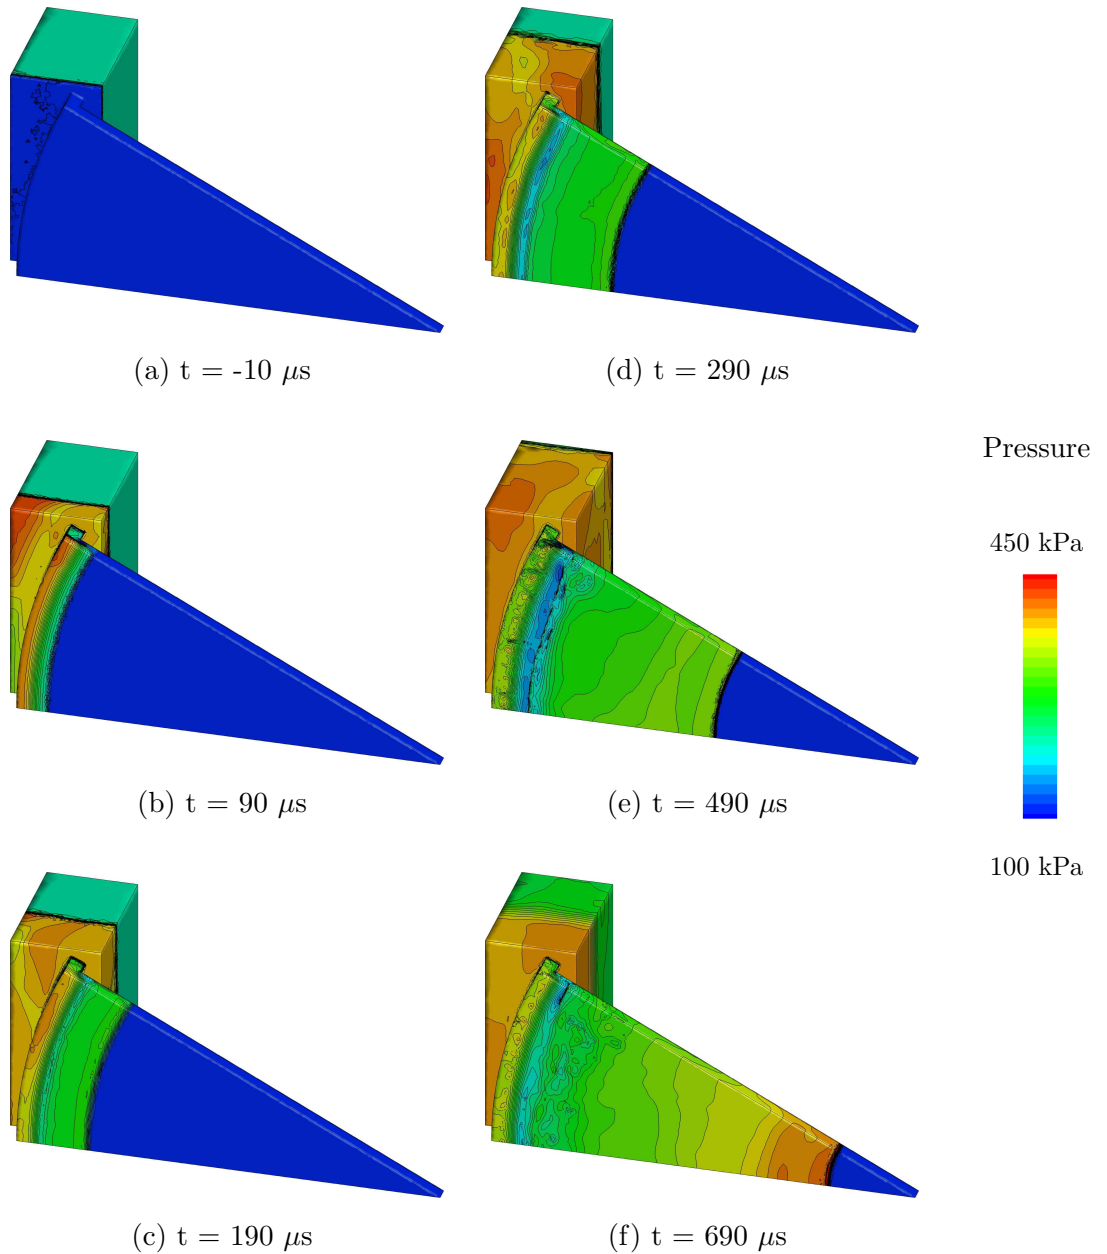 (a) t = -10 μs
(d) t = 290 μs
Pressure
450 kPa
(b) t = 90 μs
(e) t = 490 μs
100 kPa
(c) t = 190 μs
(f) t = 690 μs